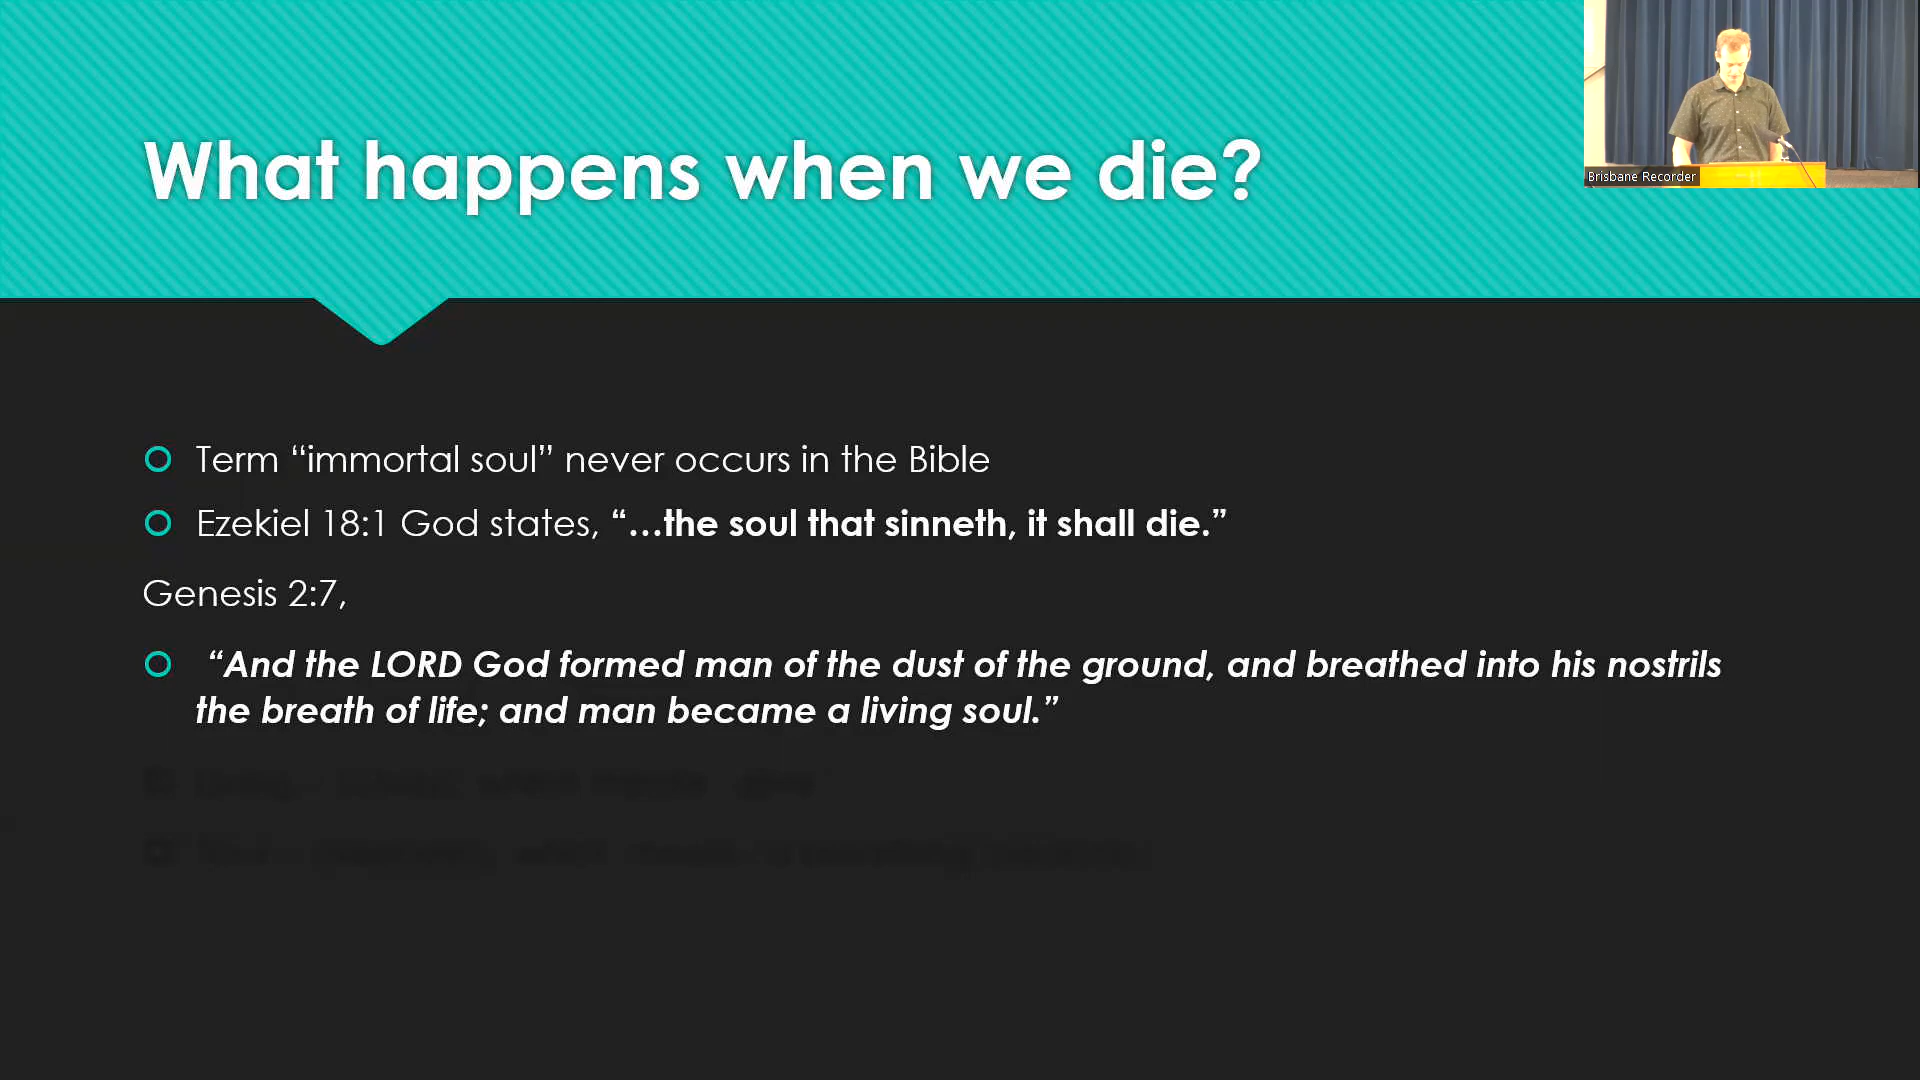 What happens when we die?
Brisbane Recorder
Term “immortal soul” never occurs in the Bible
Ezekiel 18:1 God states, “…the soul that sinneth, it shall die.”
Genesis 2:7,
“And the LORD God formed man of the dust of the ground, and breathed into his nostrils
the breath of life; and man became a living soul.”